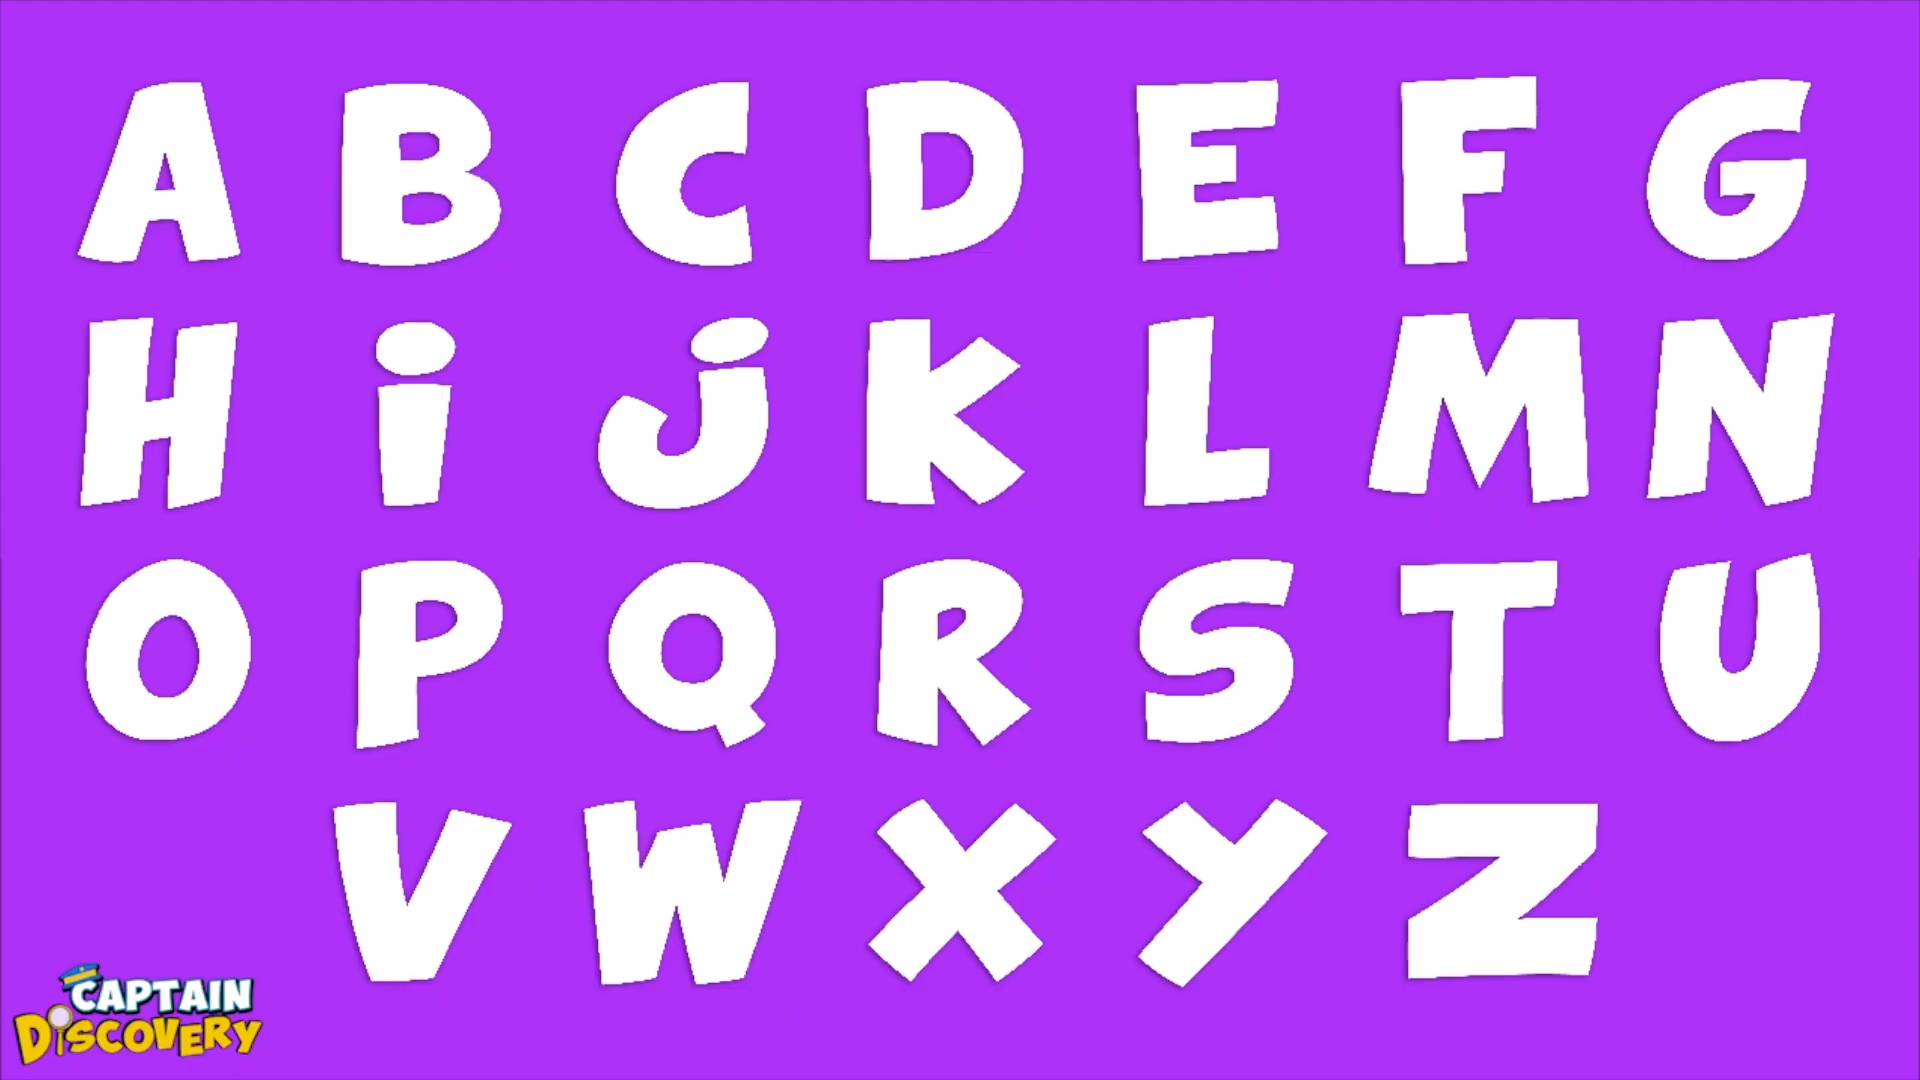 A B C D E F G
H i j K L M N
O P Q R S T U
V W X Y Z
CAPTAIN
DiSCOVERY